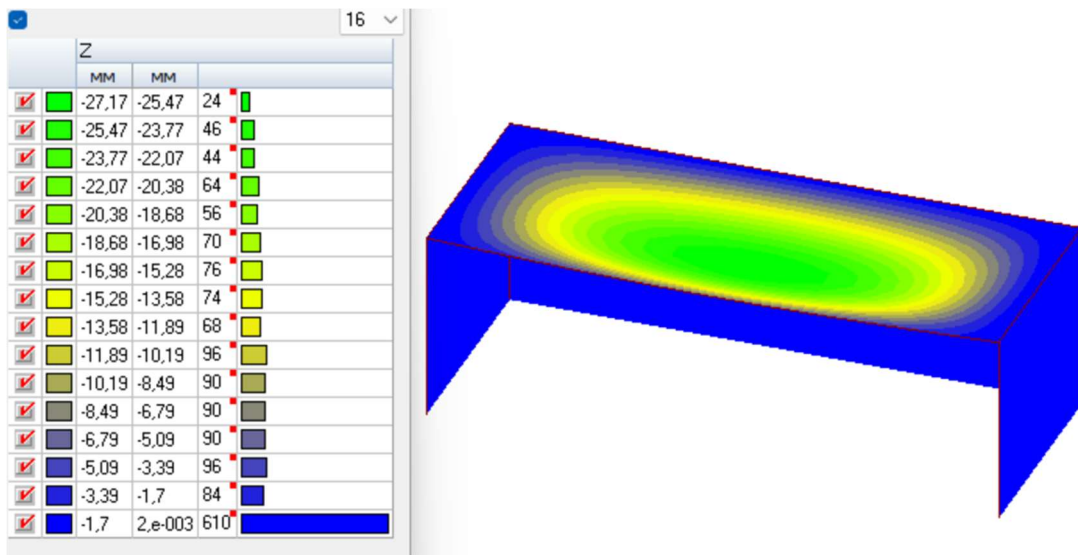 16
Z
мм мм
-27,17 -25,47 24
-25,47 -23,77 46
-23,77 -22,07 44
-22,07 -20,38 64
-20,38 -18,68 56
-18,68 -16,98 70
-16,98 -15,28 76
-15,28 -13,58 74
-13,58 -11,89 68
-11,89 -10,19 96
-10,19 -8,49 90
-8,49 -6,79 90
-6,79 -5,09 90
-5,09 -3,39 96
-3,39 -1,7 84
-1,7 2,e-003 610